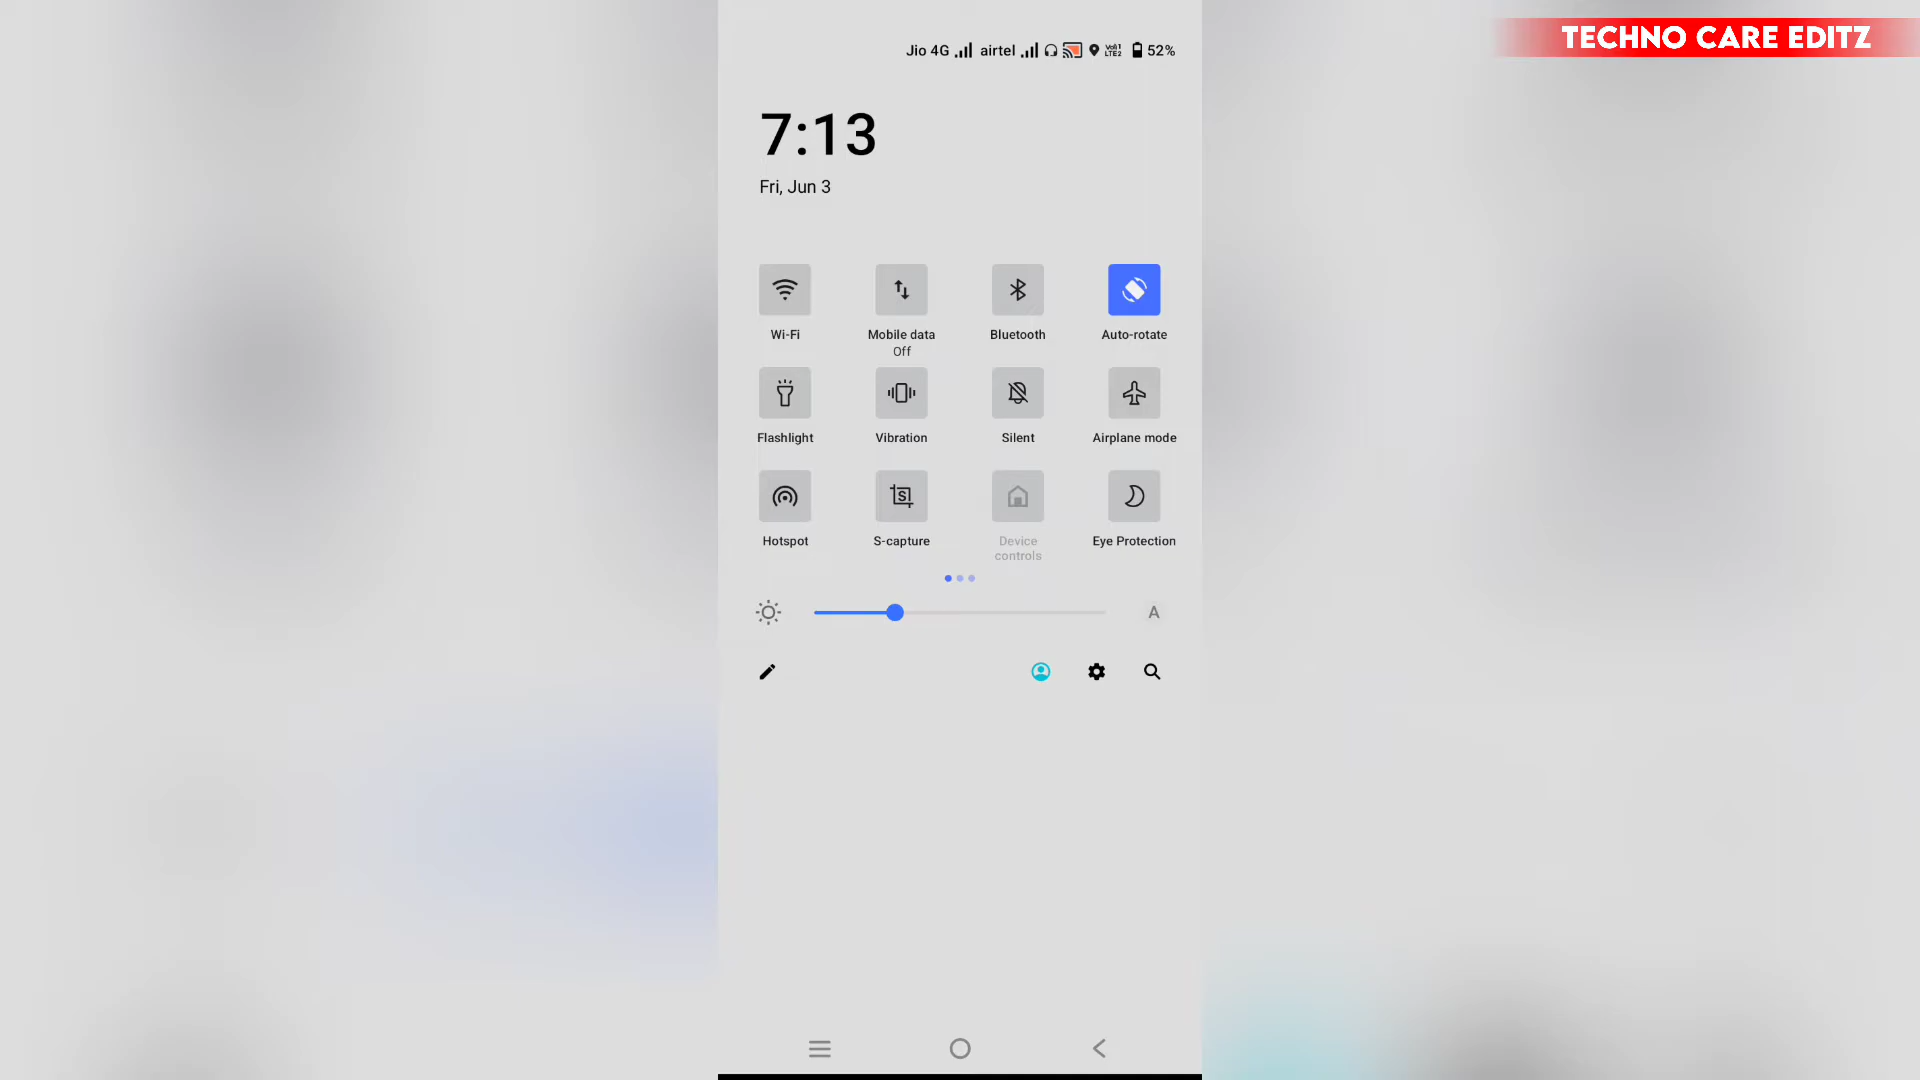 TECHNO CARE EDITZ
Jio 4G airtel 52%
7:13
Fri, Jun 3
Wi-Fi Mobile data Bluetooth Auto-rotate
Off
Flashlight Vibration Silent Airplane mode
Hotspot S-capture Device controls Eye Protection
A